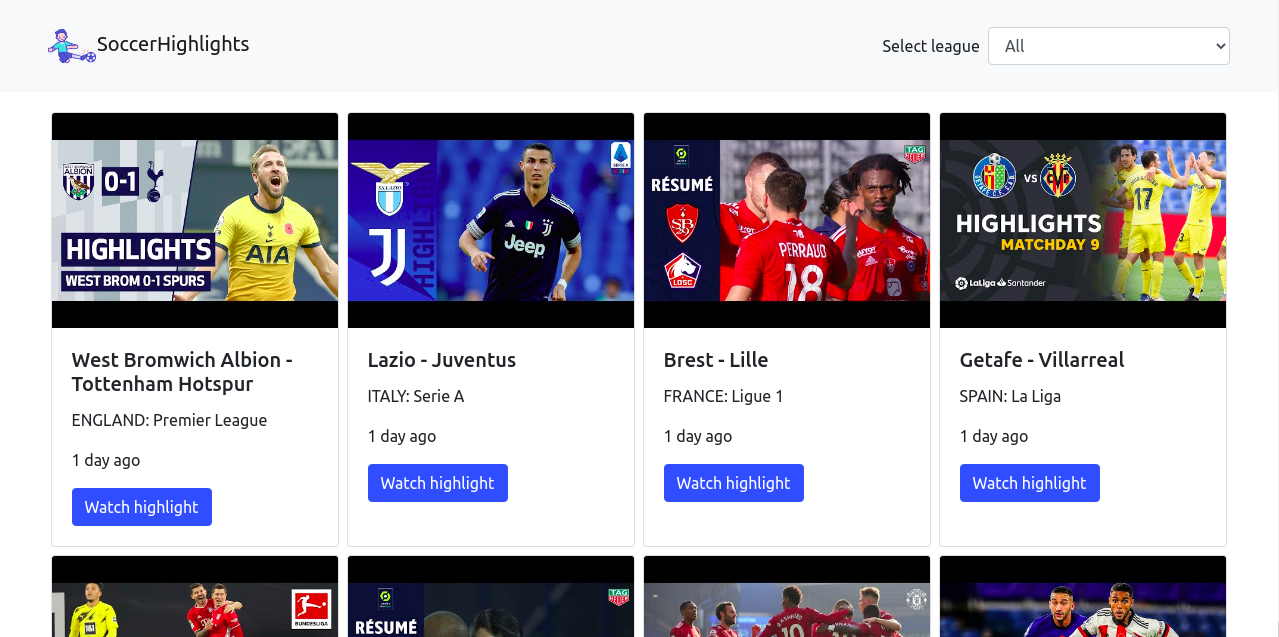 SoccerHighlights
Select league
All
ALBION
0-1
HIGHLIGHTS
WEST BROM 0-1 SPURS
AIA
S.S.LAZIO
HIGHLIGHTS
SERIE A
Jeep
RÉSUMÉ
SB
LOSC
TAG
HEUER
PERRAUD
18
VS
HIGHLIGHTS
MATCHDAY 9
LaLiga Santander
17
West Bromwich Albion -
Tottenham Hotspur
ENGLAND: Premier League
1 day ago
Watch highlight
Lazio - Juventus
ITALY: Serie A
1 day ago
Watch highlight
Brest - Lille
FRANCE: Ligue 1
1 day ago
Watch highlight
Getafe - Villarreal
SPAIN: La Liga
1 day ago
Watch highlight
BUNDESLIGA
RÉSUMÉ
TAG
HEUER
10